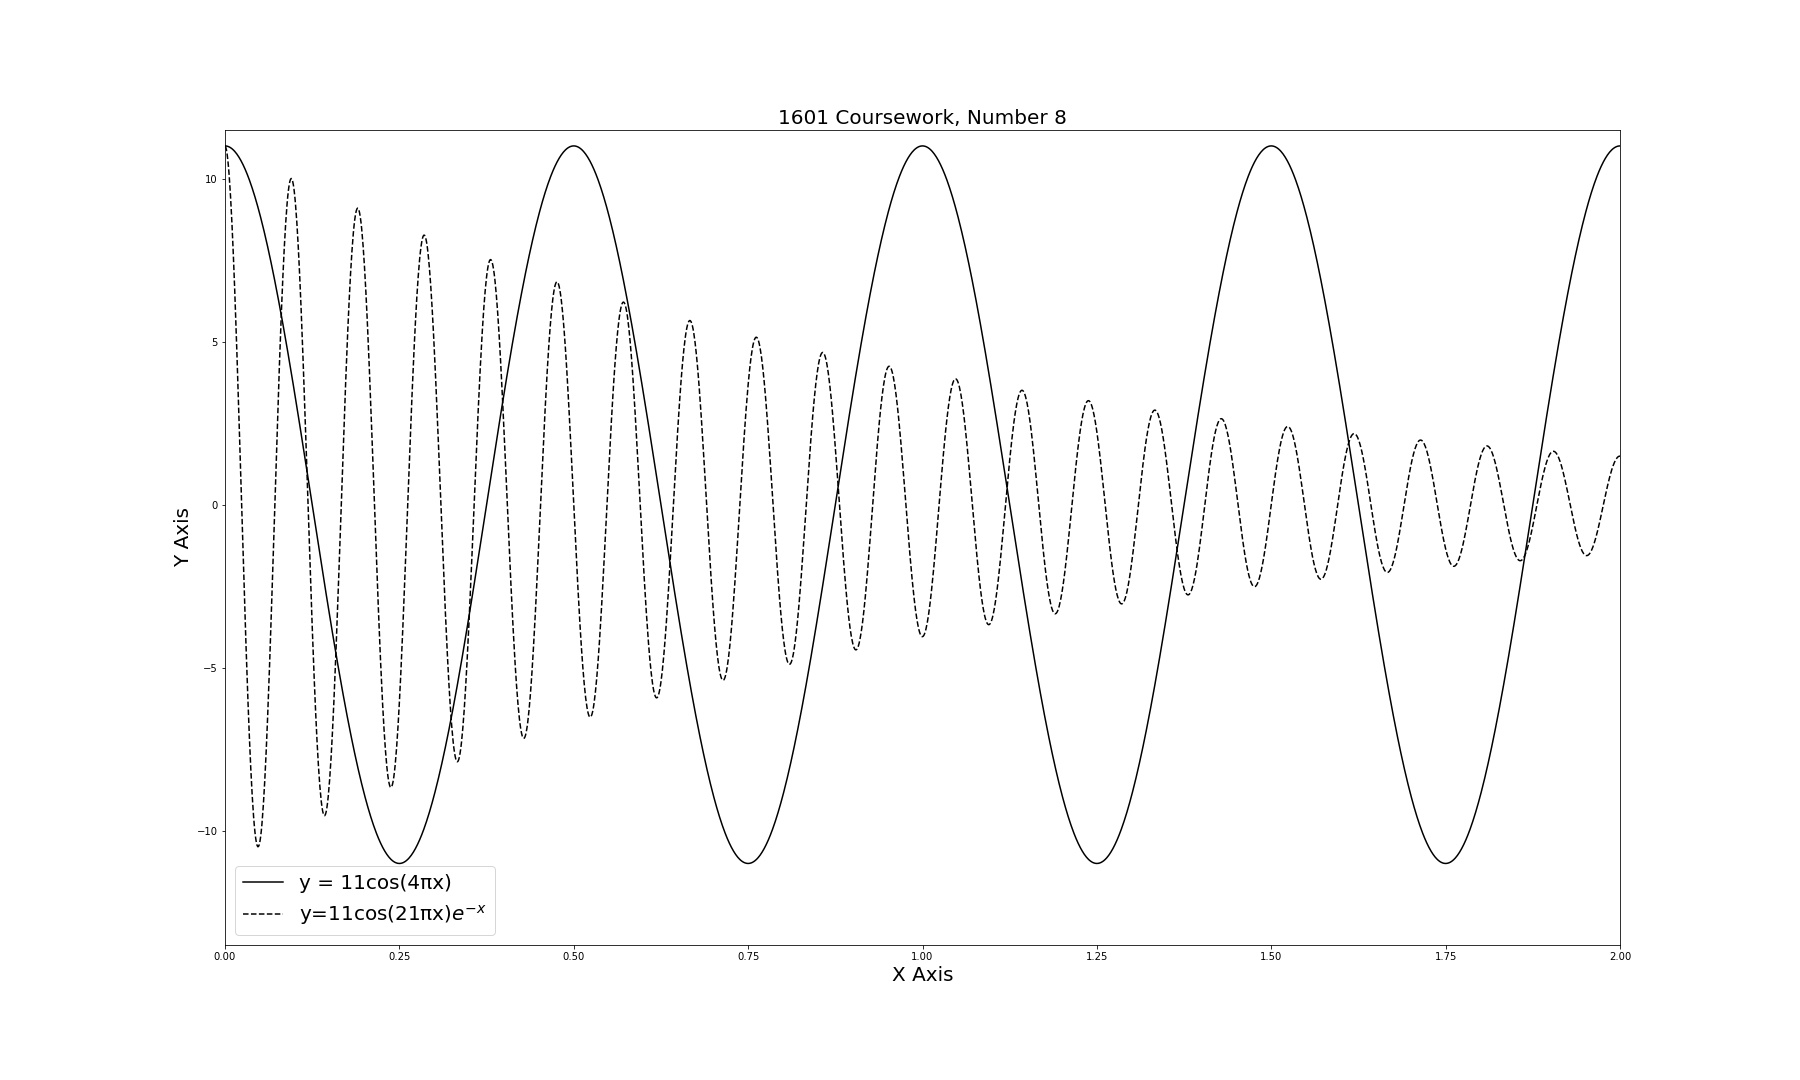 1601 Coursework, Number 8
Y Axis
10
5
0
−5
−10
y = 11cos(4πx)
y=11cos(21πx)e⁻ˣ
0.00 0.25 0.50 0.75 1.00 1.25 1.50 1.75 2.00
X Axis